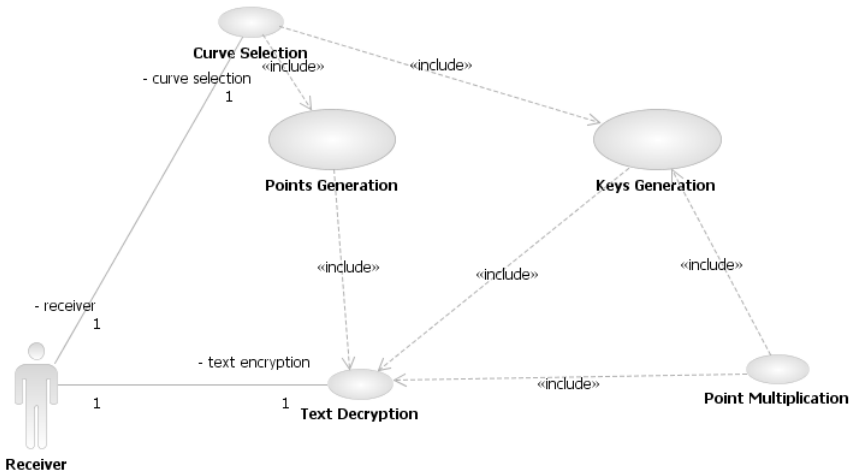 Curve Selection
«include»
«include»
- curve selection
1
Points Generation
Keys Generation
«include»
«include»
«include»
- receiver
1
- text encryption
«include»
1
1
Text Decryption
Point Multiplication
Receiver